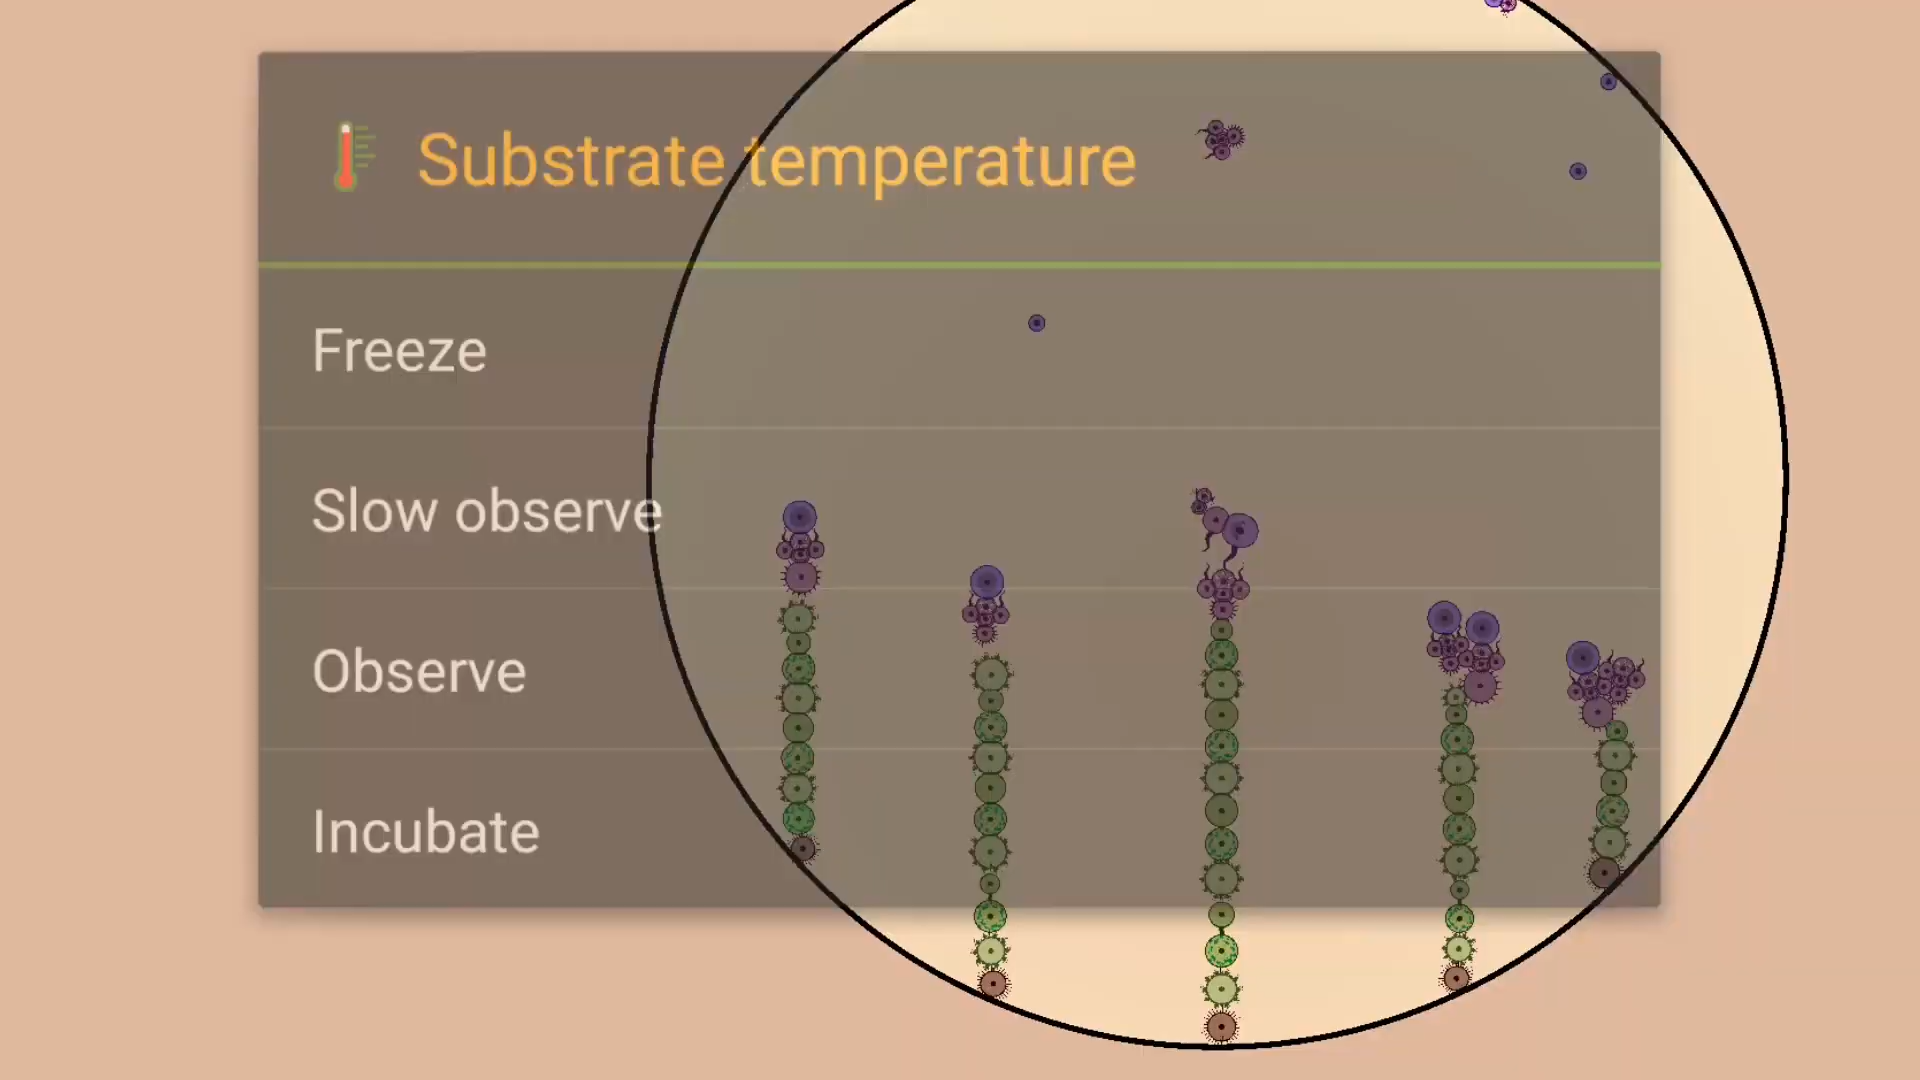 Substrate temperature
Freeze
Slow observe
Observe
Incubate